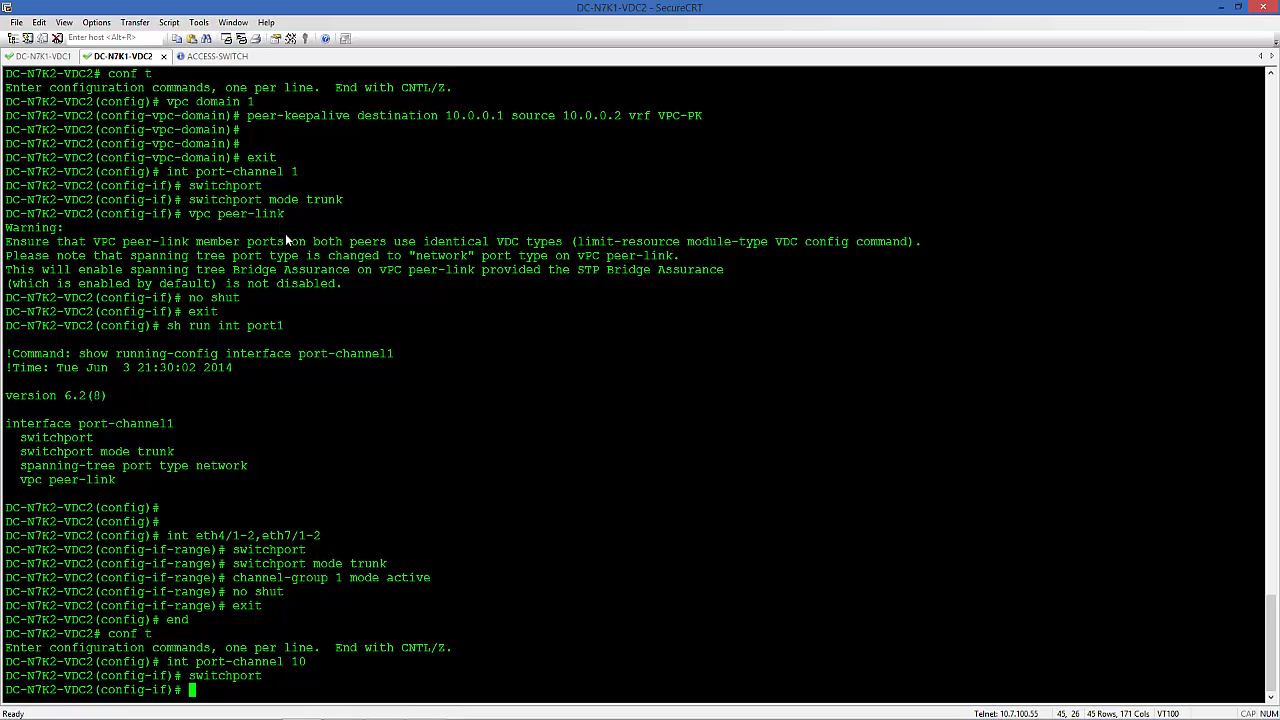 DC-N7K1-VDC2 - SecureCRT
File Edit View Options Transfer Script Tools Window Help
Enter host <Alt+R>
DC-N7K1-VDC1 DC-N7K1-VDC2 ACCESS-SWITCH
DC-N7K2-VDC2# conf t
Enter configuration commands, one per line.  End with CNTL/Z.
DC-N7K2-VDC2(config)# vpc domain 1
DC-N7K2-VDC2(config-vpc-domain)# peer-keepalive destination 10.0.0.1 source 10.0.0.2 vrf VPC-PK
DC-N7K2-VDC2(config-vpc-domain)#
DC-N7K2-VDC2(config-vpc-domain)#
DC-N7K2-VDC2(config-vpc-domain)# exit
DC-N7K2-VDC2(config)# int port-channel 1
DC-N7K2-VDC2(config-if)# switchport
DC-N7K2-VDC2(config-if)# switchport mode trunk
DC-N7K2-VDC2(config-if)# vpc peer-link
Warning:
Ensure that VPC peer-link member ports on both peers use identical VDC types (limit-resource module-type VDC config command).
Please note that spanning tree port type is changed to "network" port type on vPC peer-link.
This will enable spanning tree Bridge Assurance on vPC peer-link provided the STP Bridge Assurance
(which is enabled by default) is not disabled.
DC-N7K2-VDC2(config-if)# no shut
DC-N7K2-VDC2(config-if)# exit
DC-N7K2-VDC2(config)# sh run int port1
!Command: show running-config interface port-channel1
!Time: Tue Jun  3 21:30:02 2014
version 6.2(8)
interface port-channel1
  switchport
  switchport mode trunk
  spanning-tree port type network
  vpc peer-link
DC-N7K2-VDC2(config)#
DC-N7K2-VDC2(config)#
DC-N7K2-VDC2(config)# int eth4/1-2,eth7/1-2
DC-N7K2-VDC2(config-if-range)# switchport
DC-N7K2-VDC2(config-if-range)# switchport mode trunk
DC-N7K2-VDC2(config-if-range)# channel-group 1 mode active
DC-N7K2-VDC2(config-if-range)# no shut
DC-N7K2-VDC2(config-if-range)# exit
DC-N7K2-VDC2(config)# end
DC-N7K2-VDC2# conf t
Enter configuration commands, one per line.  End with CNTL/Z.
DC-N7K2-VDC2(config)# int port-channel 10
DC-N7K2-VDC2(config-if)# switchport
DC-N7K2-VDC2(config-if)#
Ready Telnet: 10.7.100.55 45, 26 45 Rows, 171 Cols VT100 CAP NUM